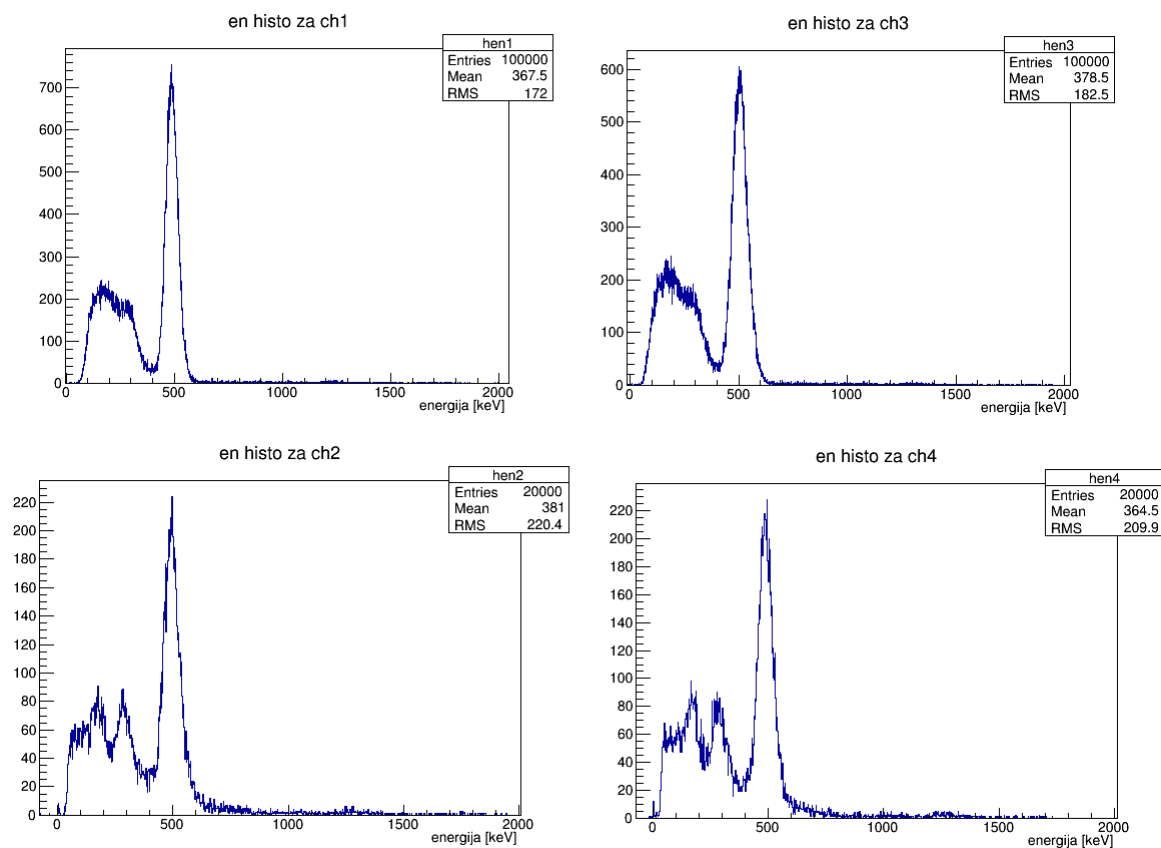 en histo za ch1
hen1
Entries 100000
Mean 367.5
RMS 172
700
600
500
400
300
200
100
0
0 500 1000 1500 2000
energija [keV]
en histo za ch3
hen3
Entries 100000
Mean 378.5
RMS 182.5
600
500
400
300
200
100
0
0 500 1000 1500 2000
energija [keV]
en histo za ch2
hen2
Entries 20000
Mean 381
RMS 220.4
220
200
180
160
140
120
100
80
60
40
20
0
0 500 1000 1500 2000
energija [keV]
en histo za ch4
hen4
Entries 20000
Mean 364.5
RMS 209.9
220
200
180
160
140
120
100
80
60
40
20
0
0 500 1000 1500 2000
energija [keV]